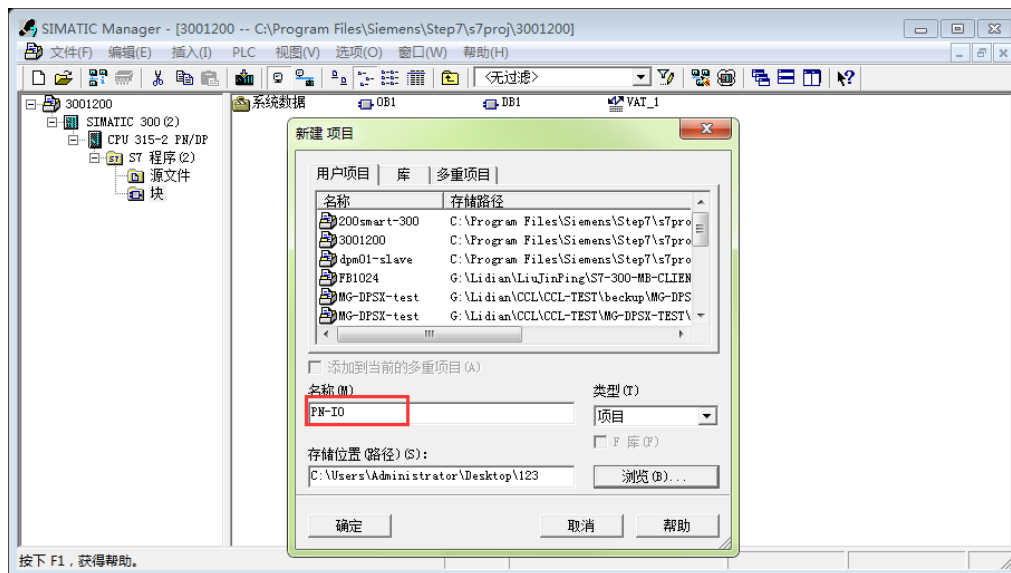 SIMATIC Manager - [3001200 -- C:\Program Files\Siemens\Step7\s7proj\3001200]
文件(F) 编辑(E) 插入(I) PLC 视图(V) 选项(O) 窗口(W) 帮助(H)
<无过滤>
3001200
SIMATIC 300(2)
CPU 315-2 PN/DP
S7 程序(2)
源文件
块
系统数据 OB1 DB1 VAT_1
新建 项目
用户项目 库 多重项目
名称 存储路径
200smart-300 C:\Program Files\Siemens\Step7\s7pro
3001200 C:\Program Files\Siemens\Step7\s7pro
dpm01-slave C:\Program Files\Siemens\Step7\s7pro
FB1024 G:\Lidian\LiuJinPing\S7-300-MB-CLIEN
MG-DPSX-test G:\Lidian\CCL\CCL-TEST\beckup\MG-DPS
MG-DPSX-test G:\Lidian\CCL\CCL-TEST\MG-DPSX-TEST\
添加到当前的多重项目(A)
名称(M) 类型(T)
PN-IO 项目
F 库(F)
存储位置(路径)(S):
C:\Users\Administrator\Desktop\123 浏览(B)...
确定 取消 帮助
按下 F1，获得帮助。